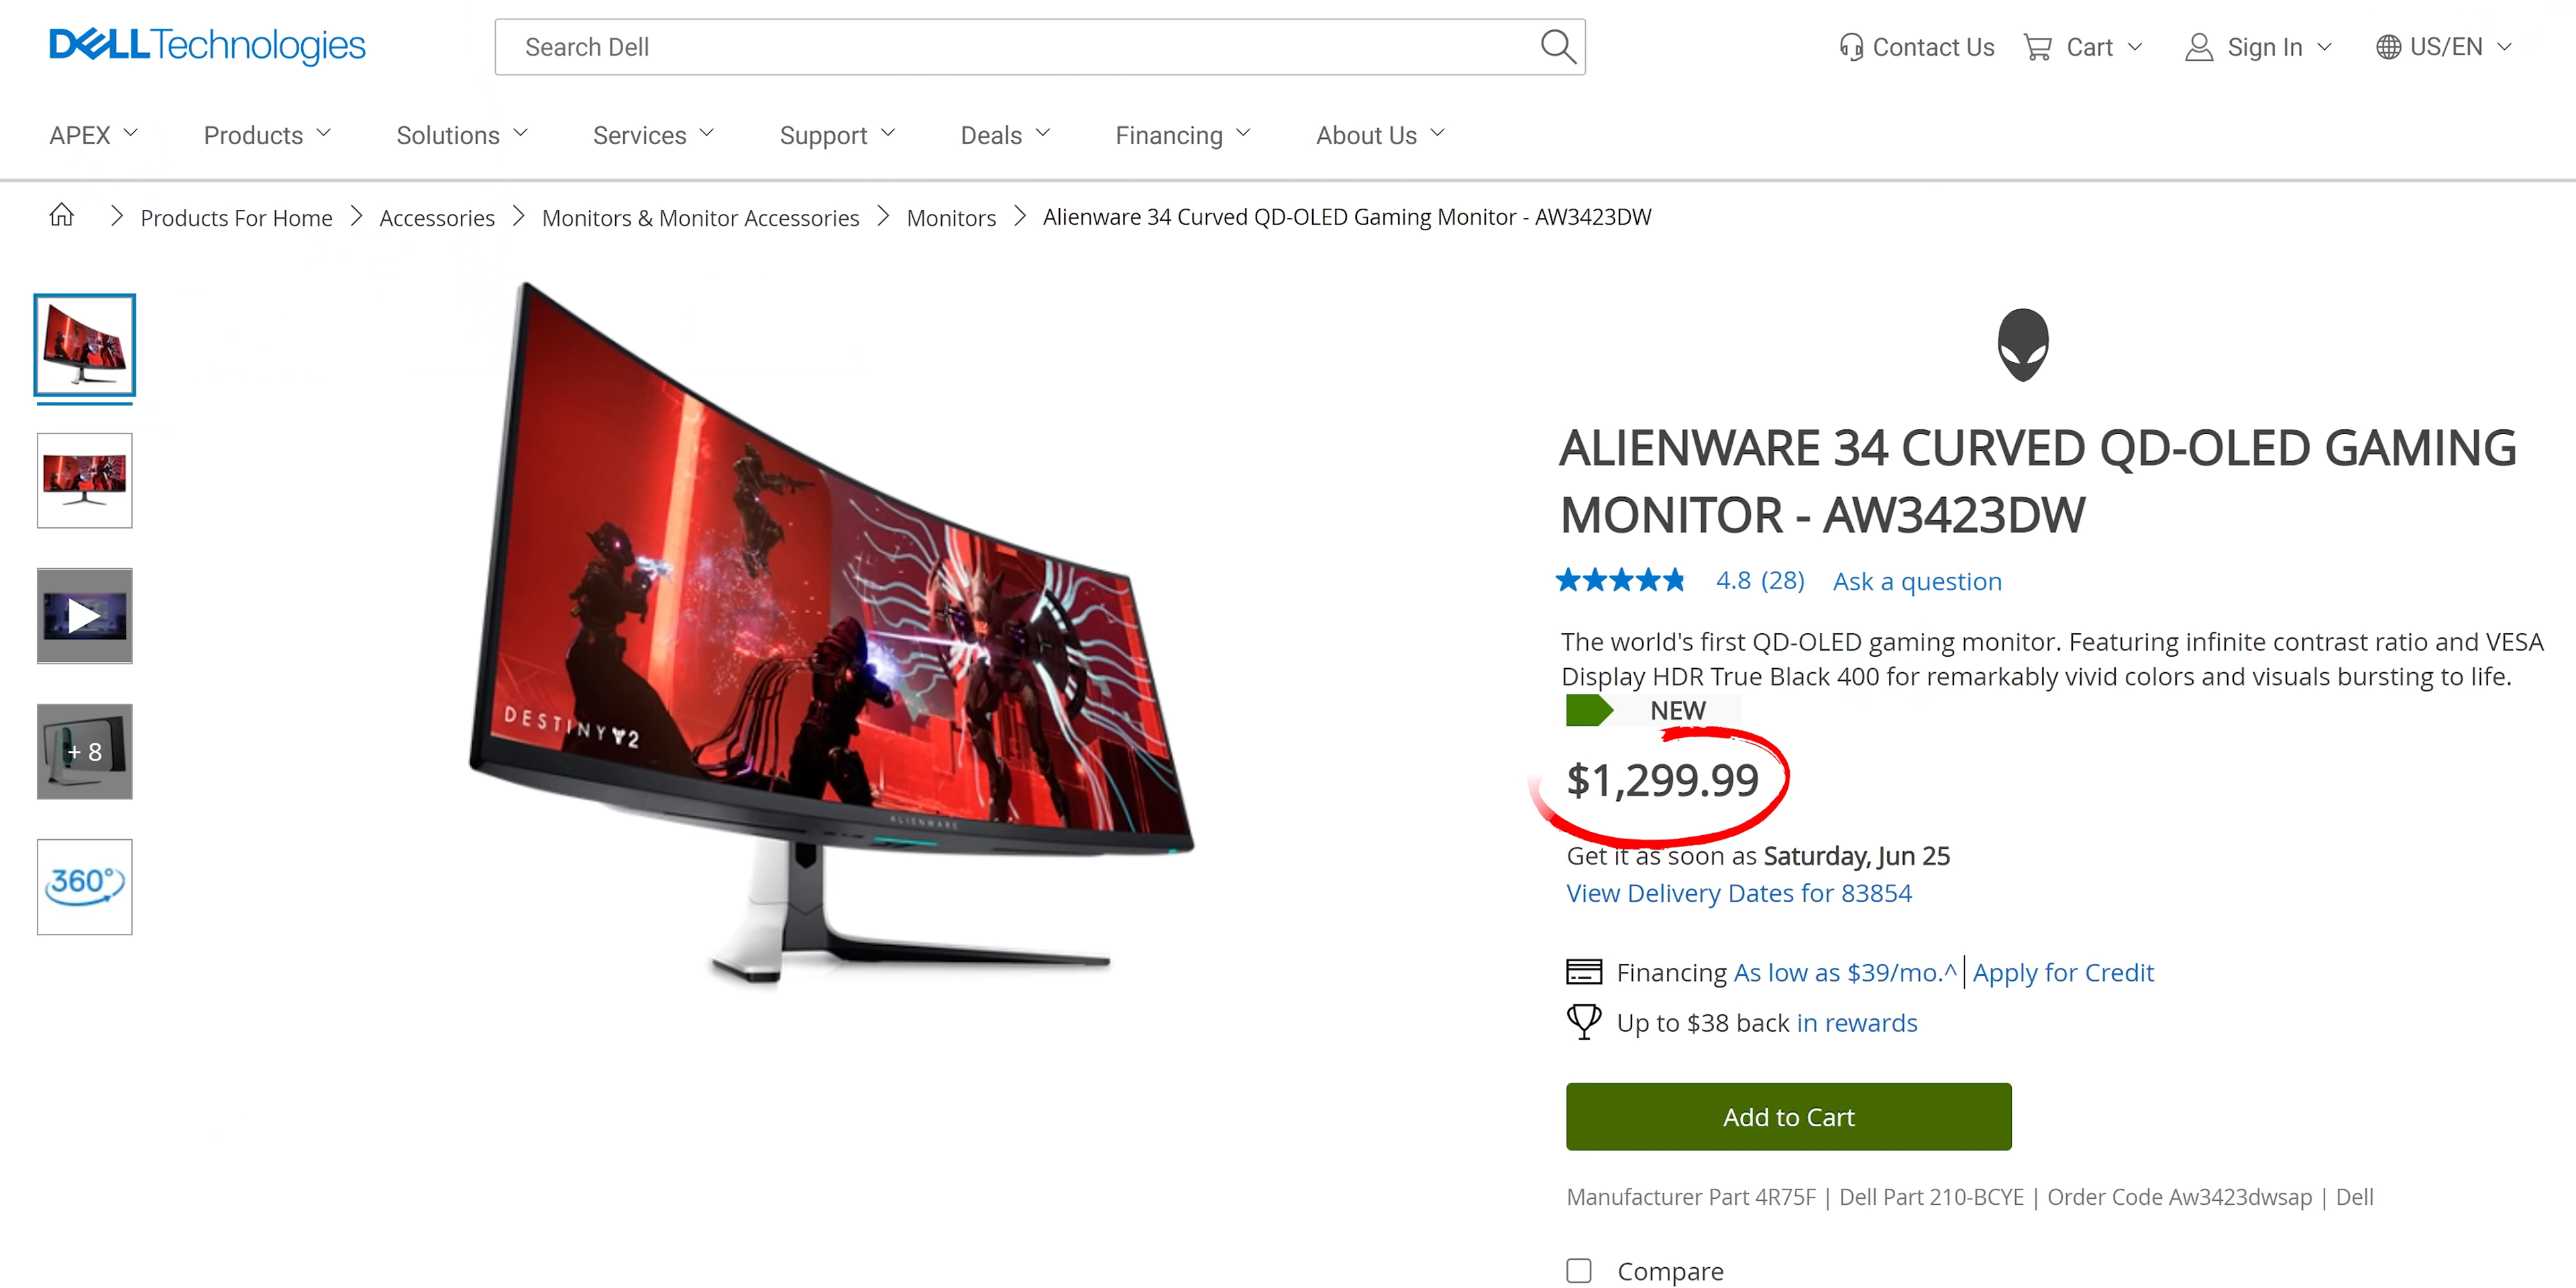 DELL Technologies
Search Dell
Contact Us
Cart
Sign In
US/EN
APEX
Products
Solutions
Services
Support
Deals
Financing
About Us
Products For Home
Accessories
Monitors & Monitor Accessories
Monitors
Alienware 34 Curved QD-OLED Gaming Monitor - AW3423DW
+ 8
360°
DESTINY 2
ALIENWARE
ALIENWARE 34 CURVED QD-OLED GAMING
MONITOR - AW3423DW
4.8 (28) Ask a question
The world's first QD-OLED gaming monitor. Featuring infinite contrast ratio and VESA
Display HDR True Black 400 for remarkably vivid colors and visuals bursting to life.
NEW
$1,299.99
Get it as soon as Saturday, Jun 25
View Delivery Dates for 83854
Financing As low as $39/mo.^ | Apply for Credit
Up to $38 back in rewards
Add to Cart
Manufacturer Part 4R75F | Dell Part 210-BCYE | Order Code Aw3423dwsap | Dell
Compare